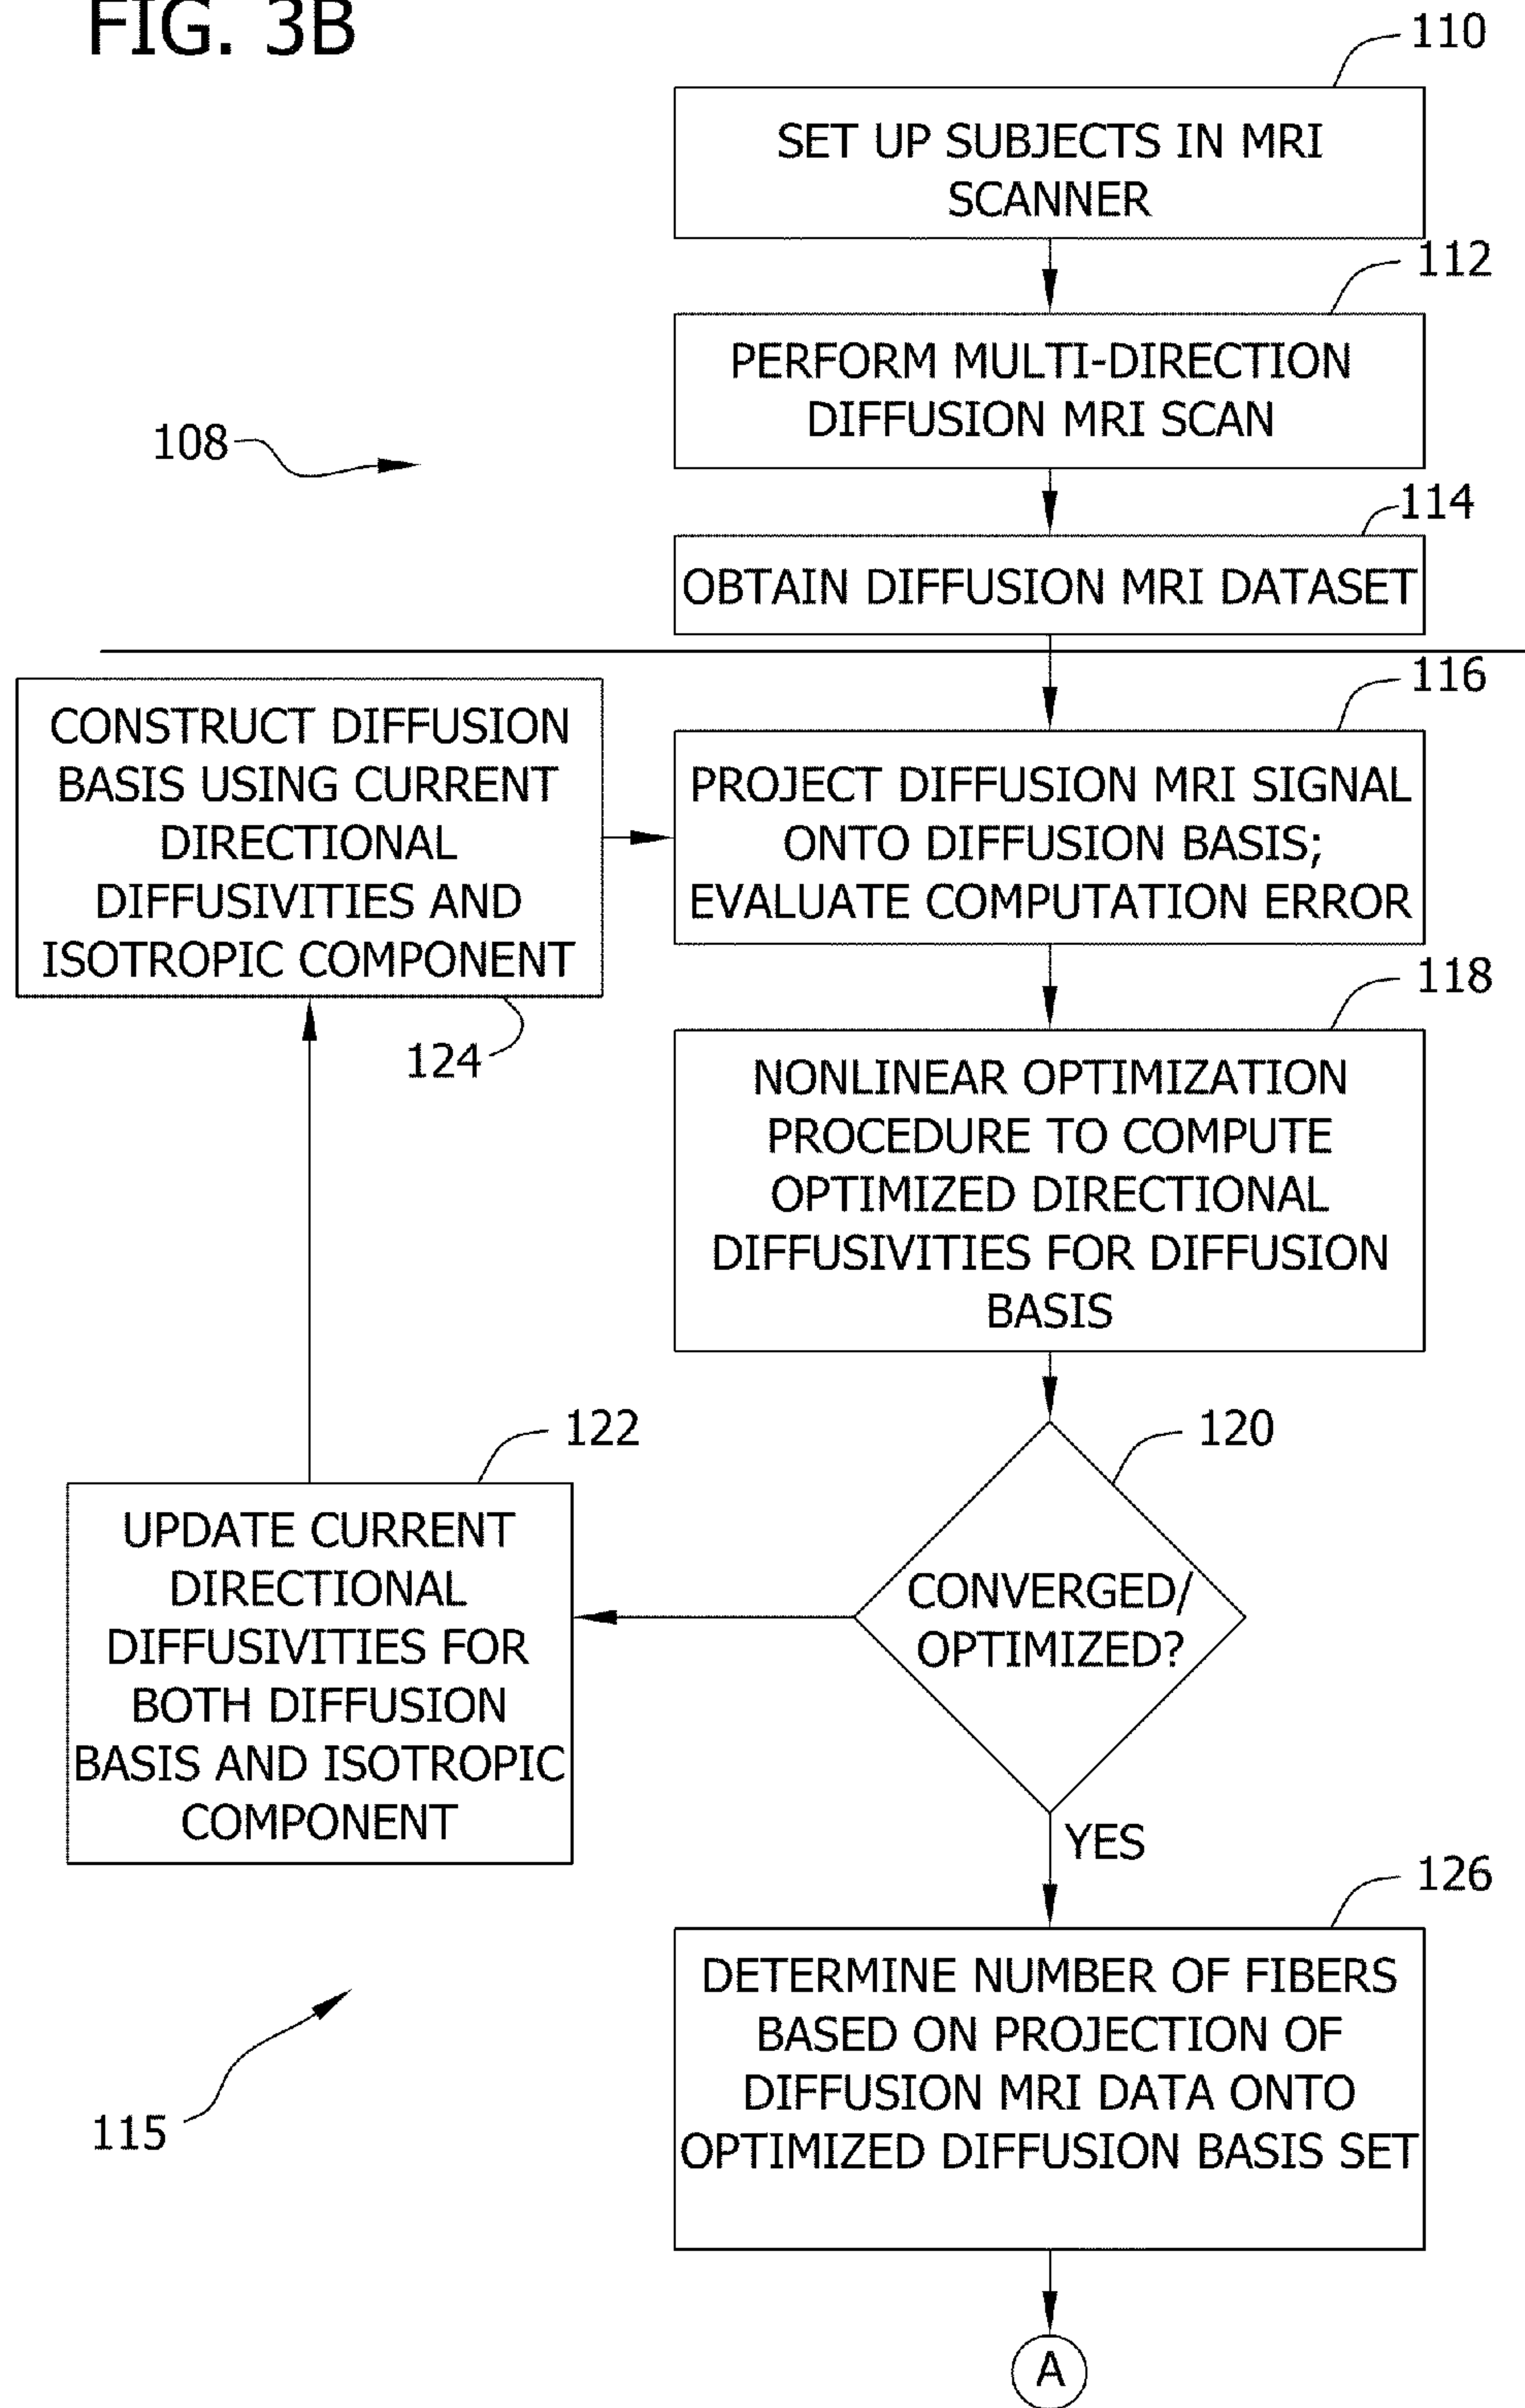 FIG. 3B
110
SET UP SUBJECTS IN MRI
SCANNER
112
PERFORM MULTI-DIRECTION
DIFFUSION MRI SCAN
108
114
OBTAIN DIFFUSION MRI DATASET
116
CONSTRUCT DIFFUSION
BASIS USING CURRENT
DIRECTIONAL
DIFFUSIVITIES AND
ISOTROPIC COMPONENT
124
PROJECT DIFFUSION MRI SIGNAL
ONTO DIFFUSION BASIS;
EVALUATE COMPUTATION ERROR
118
NONLINEAR OPTIMIZATION
PROCEDURE TO COMPUTE
OPTIMIZED DIRECTIONAL
DIFFUSIVITIES FOR DIFFUSION
BASIS
122
120
UPDATE CURRENT
DIRECTIONAL
DIFFUSIVITIES FOR
BOTH DIFFUSION
BASIS AND ISOTROPIC
COMPONENT
CONVERGED/
OPTIMIZED?
YES
126
DETERMINE NUMBER OF FIBERS
BASED ON PROJECTION OF
DIFFUSION MRI DATA ONTO
OPTIMIZED DIFFUSION BASIS SET
115
A